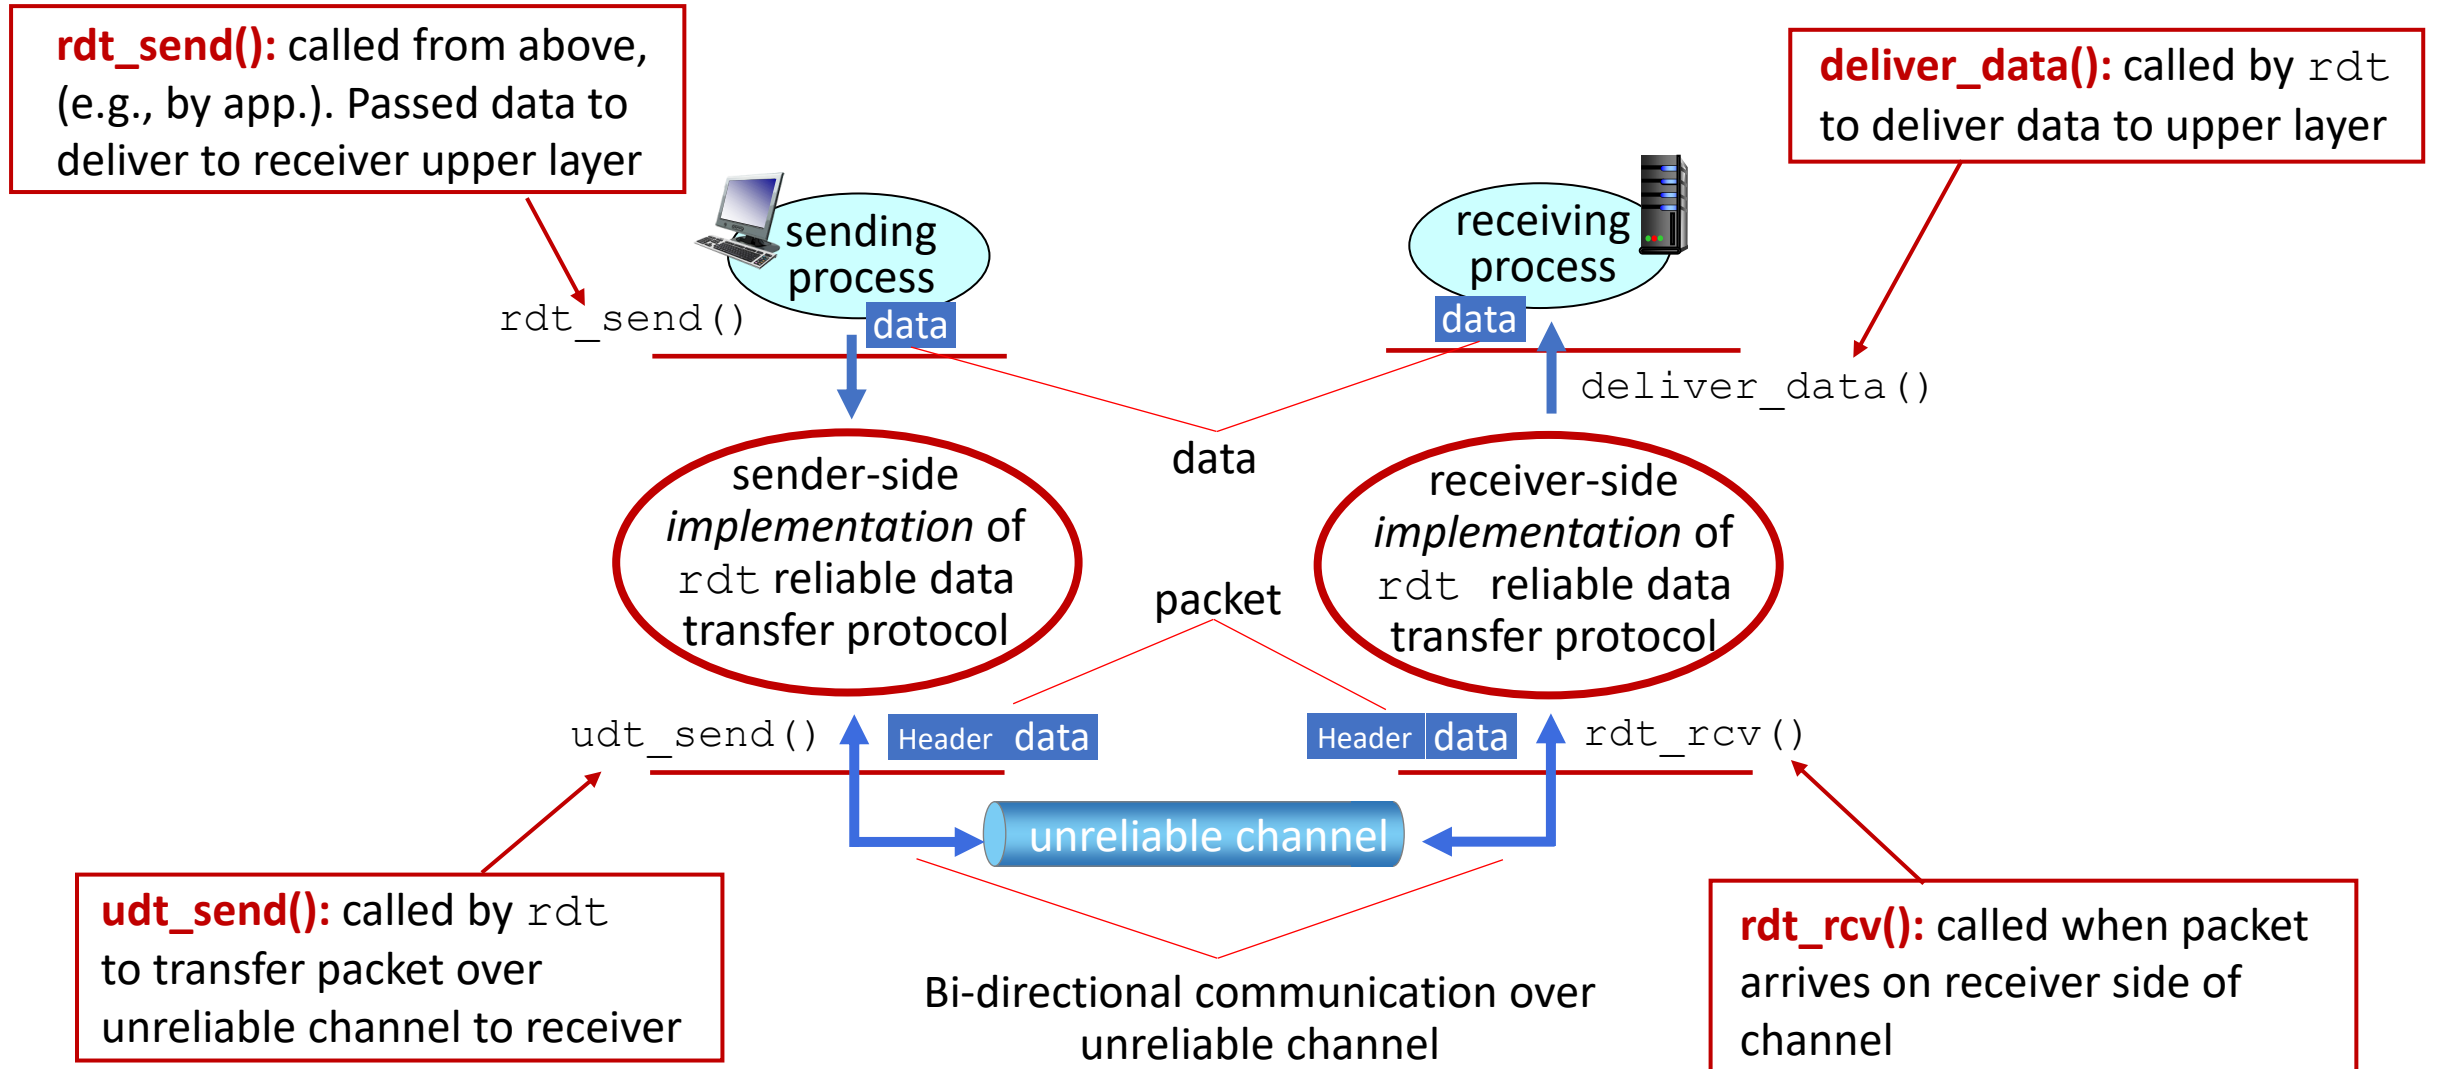 rdt_send(): called from above,
(e.g., by app.). Passed data to
deliver to receiver upper layer
deliver_data(): called by rdt
to deliver data to upper layer
sending
process
receiving
process
rdt_send()
data
data
deliver_data()
data
sender-side
implementation of
rdt reliable data
transfer protocol
receiver-side
implementation of
rdt reliable data
transfer protocol
packet
udt_send()
Header data
Header data
rdt_rcv()
unreliable channel
udt_send(): called by rdt
to transfer packet over
unreliable channel to receiver
Bi-directional communication over
unreliable channel
rdt_rcv(): called when packet
arrives on receiver side of
channel